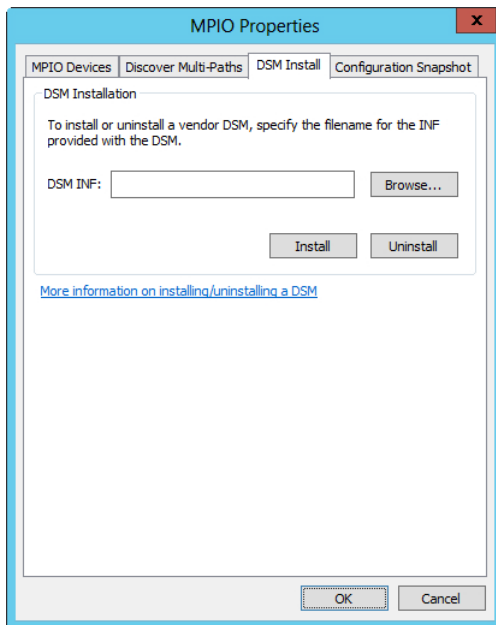 MPIO Properties
x
MPIO Devices Discover Multi-Paths DSM Install Configuration Snapshot
DSM Installation
To install or uninstall a vendor DSM, specify the filename for the INF
provided with the DSM.
DSM INF: Browse...
Install Uninstall
More information on installing/uninstalling a DSM
OK Cancel